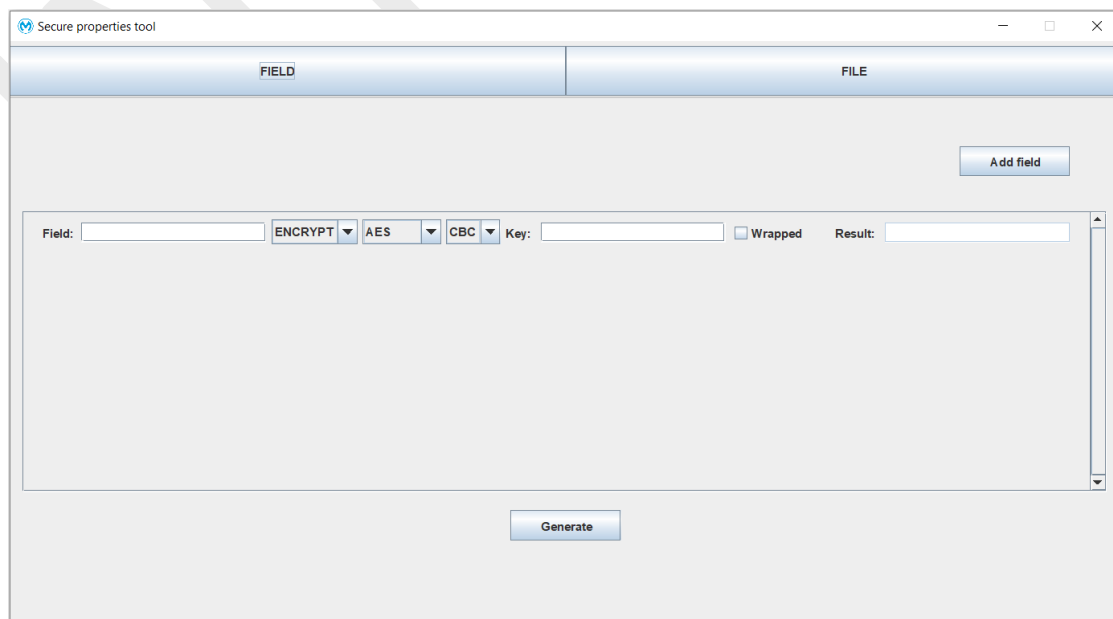 Secure properties tool
FIELD FILE
Add field
Field: ENCRYPT AES CBC Key: Wrapped Result:
Generate